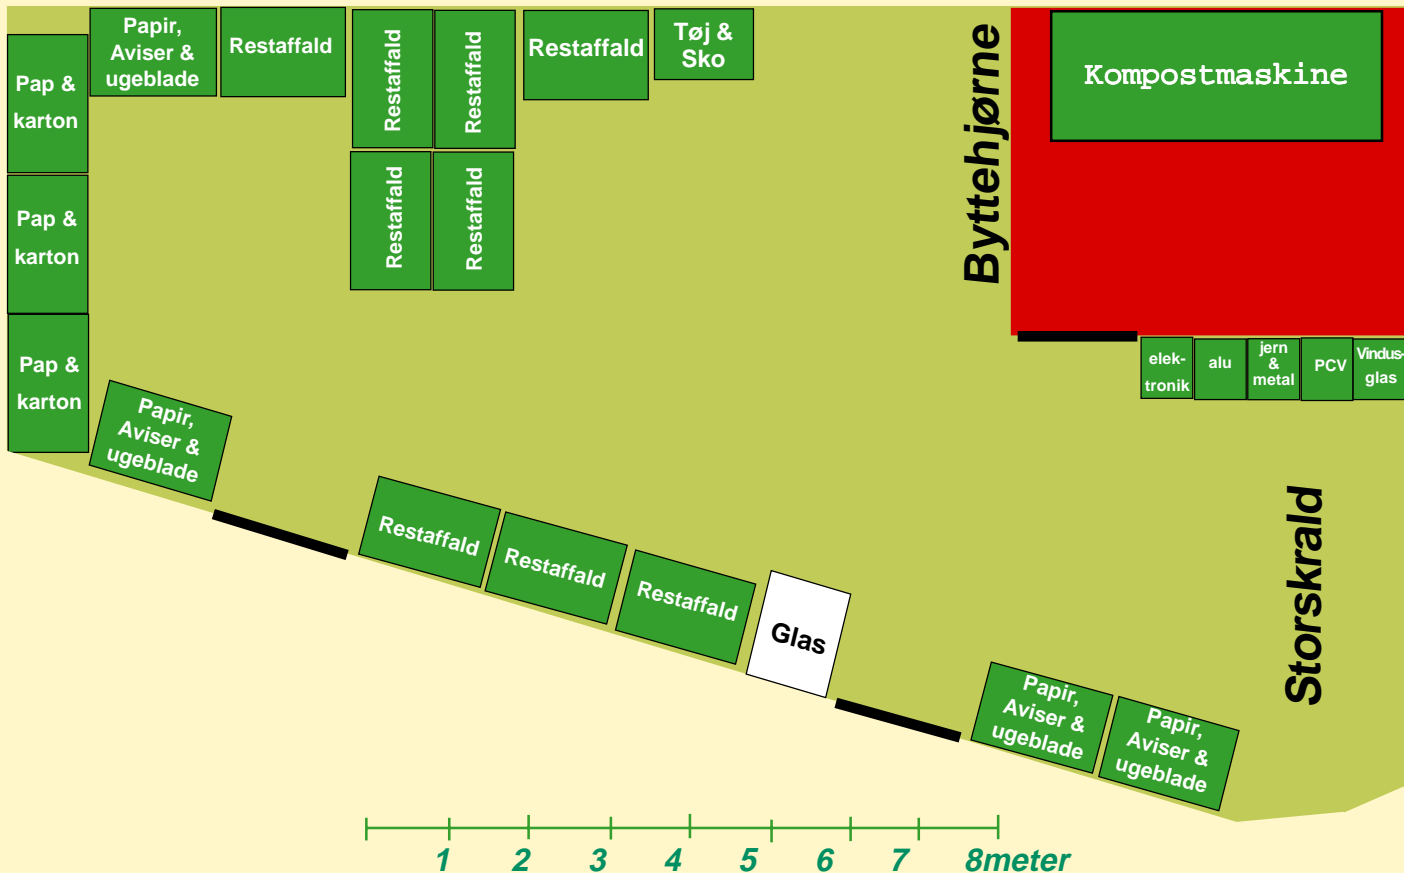 Papir,
Aviser &
ugeblade
Restaffald
Restaffald
Restaffald
Restaffald
Tøj &
Sko
Byttehjørne
Kompostmaskine
Pap &
karton
Restaffald
Restaffald
Pap &
karton
Pap &
karton
elek-
tronik
alu
jern
&
metal
PCV
Vindus-
glas
Papir,
Aviser &
ugeblade
Restaffald
Restaffald
Restaffald
Glas
Storskrald
Papir,
Aviser &
ugeblade
Papir,
Aviser &
ugeblade
1 2 3 4 5 6 7 8meter